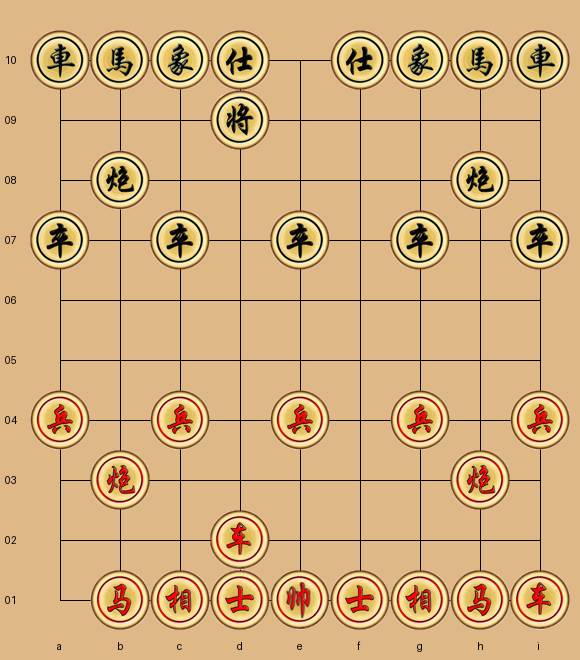 10 車 馬 象 仕 仕 象 馬 車
09 将
08 炮 炮
07 卒 卒 卒 卒 卒
06
05
04 兵 兵 兵 兵 兵
03 炮 炮
02 车
01 马 相 士 帅 士 相 马 车
a b c d e f g h i